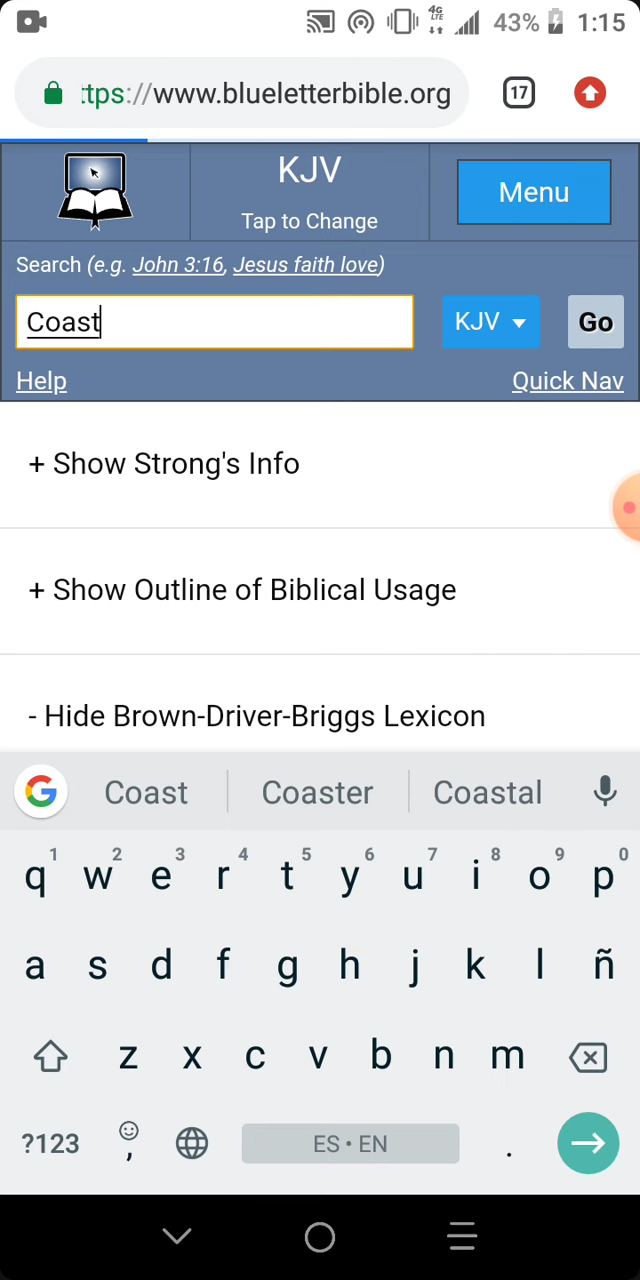 4G
LTE
43% 1:15
ttps://www.blueletterbible.org 17
KJV
Tap to Change
Menu
Search (e.g. John 3:16, Jesus faith love)
Coast KJV Go
Help Quick Nav
+ Show Strong's Info
+ Show Outline of Biblical Usage
- Hide Brown-Driver-Briggs Lexicon
G Coast Coaster Coastal
1 2 3 4 5 6 7 8 9 0
q w e r t y u i o p
a s d f g h j k l ñ
z x c v b n m
?123 , ES • EN .